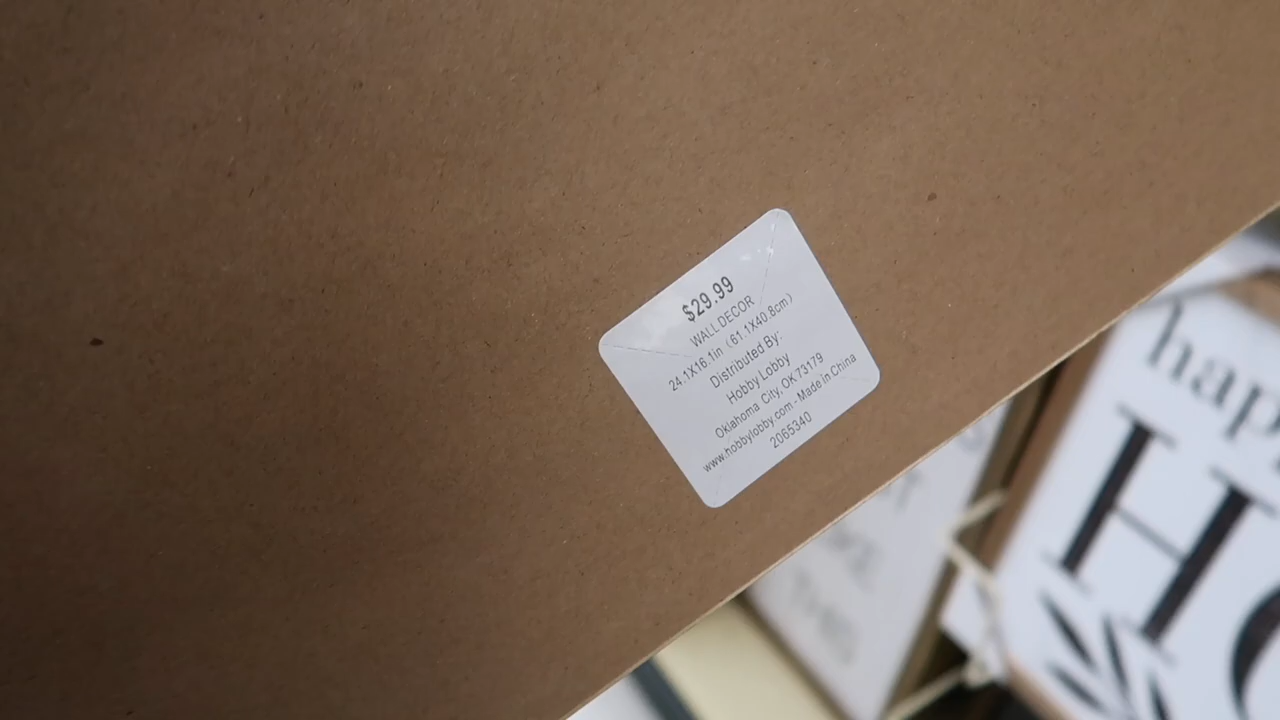 $29.99
WALL DECOR
24.1X16.1in (61.1X40.8cm)
Distributed By:
Hobby Lobby
Oklahoma City, OK 73179
www.hobbylobby.com - Made in China
2065340
hap
H